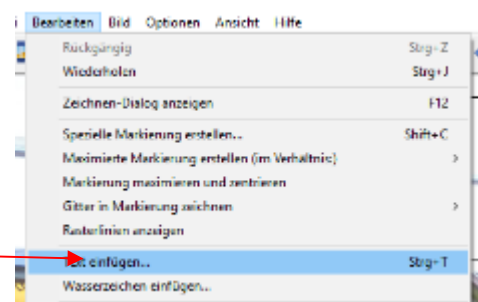 Bearbeiten Bild Optionen Ansicht Hilfe
Rückgängig Strg+Z
Wiederholen Strg+J
Zeichnen-Dialog anzeigen F12
Spezielle Markierung erstellen... Shift+C
Maximierte Markierung erstellen (im Verhältnis:)
Markierung maximieren und zentrieren
Gitter in Markierung zeichnen
Rasterlinien anzeigen
Text einfügen... Strg+T
Wasserzeichen einfügen...